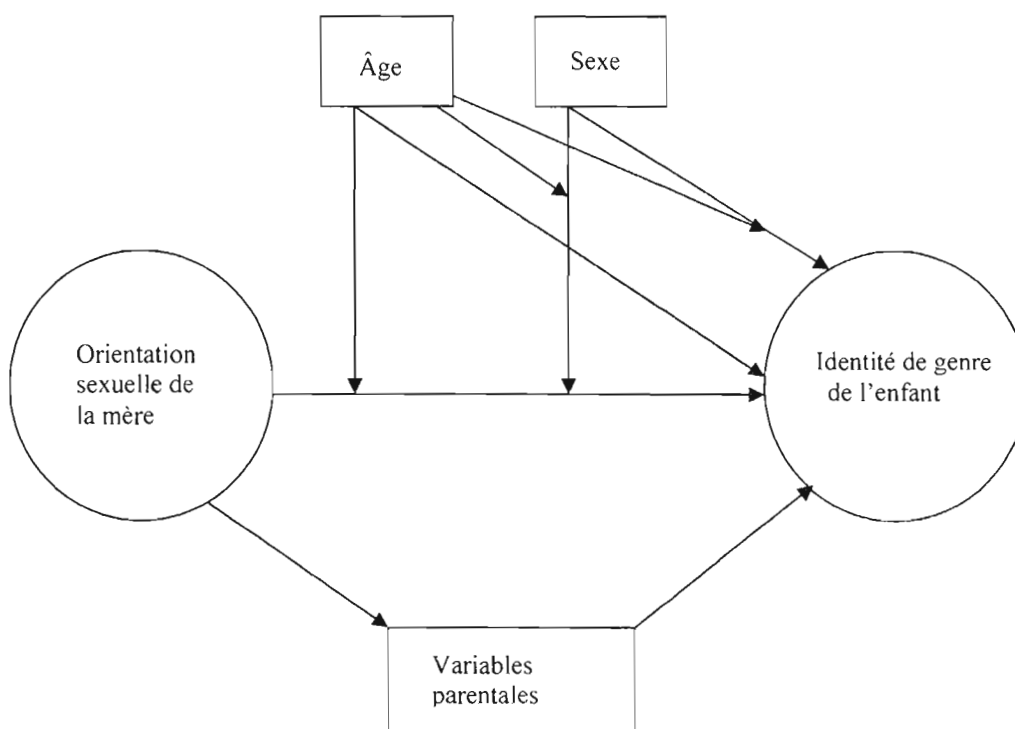 Âge
Sexe
Orientation
sexuelle de
la mère
Identité de genre
de l'enfant
Variables
parentales